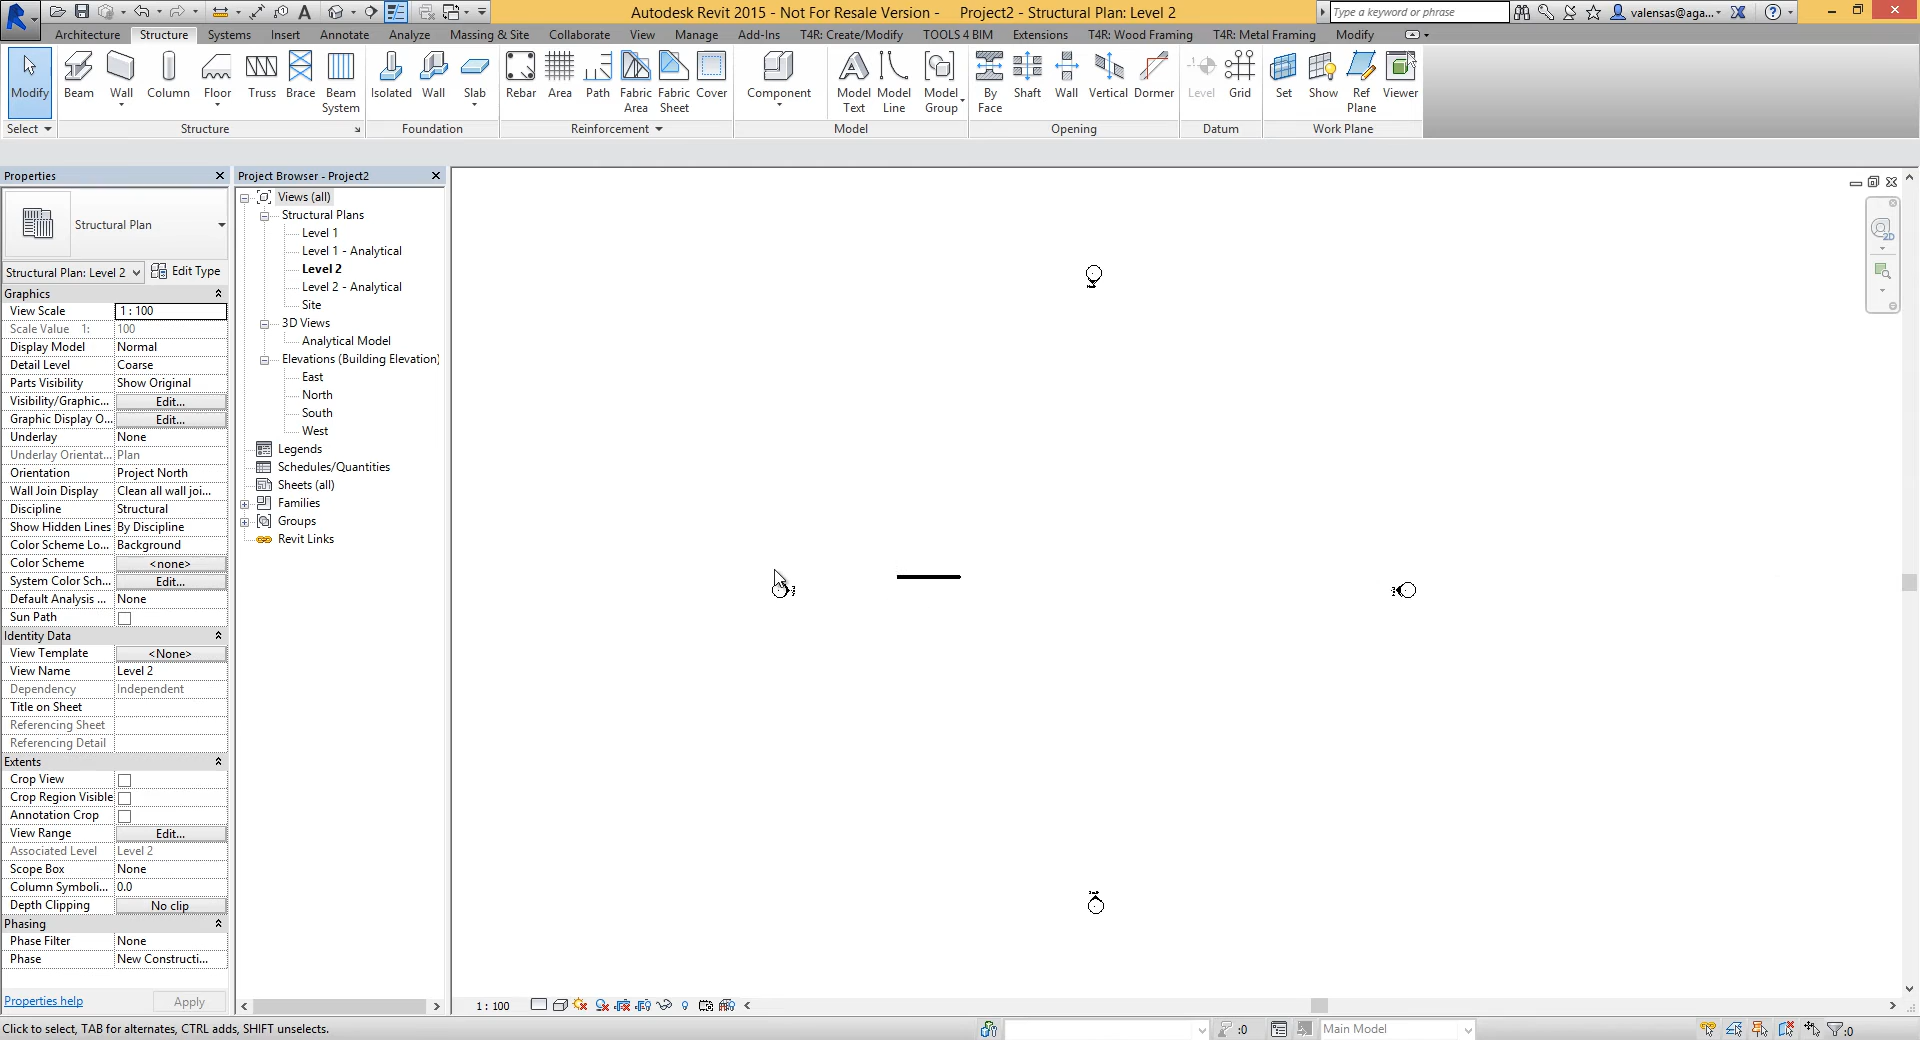 Autodesk Revit 2015 - Not For Resale Version - Project2 - Structural Plan: Level 2
Type a keyword or phrase
valensas@aga...
Architecture Structure Systems Insert Annotate Analyze Massing & Site Collaborate View Manage Add-Ins T4R: Create/Modify TOOLS 4 BIM Extensions T4R: Wood Framing T4R: Metal Framing Modify
Modify Beam Wall Column Floor Truss Brace Beam System Isolated Wall Slab Rebar Area Path Fabric Area Fabric Sheet Cover Component Model Text Model Line Model Group By Face Shaft Wall Vertical Dormer Level Grid Set Show Ref Plane Viewer
Select Structure Foundation Reinforcement Model Opening Datum Work Plane
Properties
Structural Plan
Structural Plan: Level 2 Edit Type
Graphics
View Scale 1 : 100
Scale Value 1: 100
Display Model Normal
Detail Level Coarse
Parts Visibility Show Original
Visibility/Graphic... Edit...
Graphic Display O... Edit...
Underlay None
Underlay Orientat... Plan
Orientation Project North
Wall Join Display Clean all wall joi...
Discipline Structural
Show Hidden Lines By Discipline
Color Scheme Lo... Background
Color Scheme <none>
System Color Sch... Edit...
Default Analysis ... None
Sun Path
Identity Data
View Template <None>
View Name Level 2
Dependency Independent
Title on Sheet
Referencing Sheet
Referencing Detail
Extents
Crop View
Crop Region Visible
Annotation Crop
View Range Edit...
Associated Level Level 2
Scope Box None
Column Symboli... 0.0
Depth Clipping No clip
Phasing
Phase Filter None
Phase New Constructi...
Properties help Apply
Project Browser - Project2
Views (all)
Structural Plans
Level 1
Level 1 - Analytical
Level 2
Level 2 - Analytical
Site
3D Views
Analytical Model
Elevations (Building Elevation)
East
North
South
West
Legends
Schedules/Quantities
Sheets (all)
Families
Groups
Revit Links
2D
1 : 100
Click to select, TAB for alternates, CTRL adds, SHIFT unselects.
:0
Main Model
:0